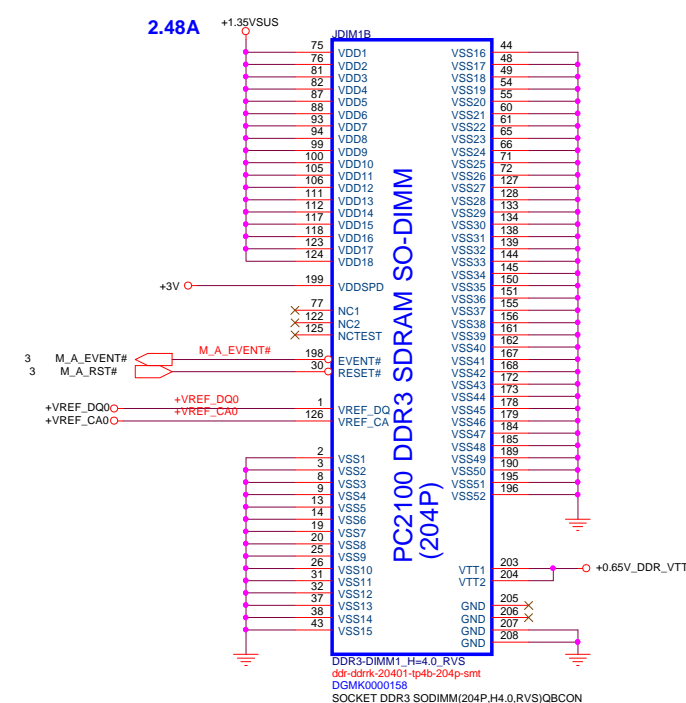 2.48A
+1.35VSUS
JDIM1B
75 VDD1
76 VDD2
81 VDD3
82 VDD4
87 VDD5
88 VDD6
93 VDD7
94 VDD8
99 VDD9
100 VDD10
105 VDD11
106 VDD12
111 VDD13
112 VDD14
117 VDD15
118 VDD16
123 VDD17
124 VDD18
+3V 199 VDDSPD
77 NC1
122 NC2
125 NCTEST
3 M_A_EVENT# M_A_EVENT# 198 EVENT#
3 M_A_RST# 30 RESET#
+VREF_DQ0 +VREF_DQ0 1 VREF_DQ
+VREF_CA0 +VREF_CA0 126 VREF_CA
2 VSS1
3 VSS2
8 VSS3
9 VSS4
13 VSS5
14 VSS6
19 VSS7
20 VSS8
25 VSS9
26 VSS10
31 VSS11
32 VSS12
37 VSS13
38 VSS14
43 VSS15
PC2100 DDR3 SDRAM SO-DIMM
(204P)
VSS16 44
VSS17 48
VSS18 49
VSS19 54
VSS20 55
VSS21 60
VSS22 61
VSS23 65
VSS24 66
VSS25 71
VSS26 72
VSS27 127
VSS28 128
VSS29 133
VSS30 134
VSS31 138
VSS32 139
VSS33 144
VSS34 145
VSS35 150
VSS36 151
VSS37 155
VSS38 156
VSS39 161
VSS40 162
VSS41 167
VSS42 168
VSS43 172
VSS44 173
VSS45 178
VSS46 179
VSS47 184
VSS48 185
VSS49 189
VSS50 190
VSS51 195
VSS52 196
VTT1 203
VTT2 204
+0.65V_DDR_VTT
GND 205
GND 206
GND 207
GND 208
DDR3-DIMM1_H=4.0_RVS
ddr-ddrrk-20401-tp4b-204p-smt
DGMK0000158
SOCKET DDR3 SODIMM(204P,H4.0,RVS)QBCON